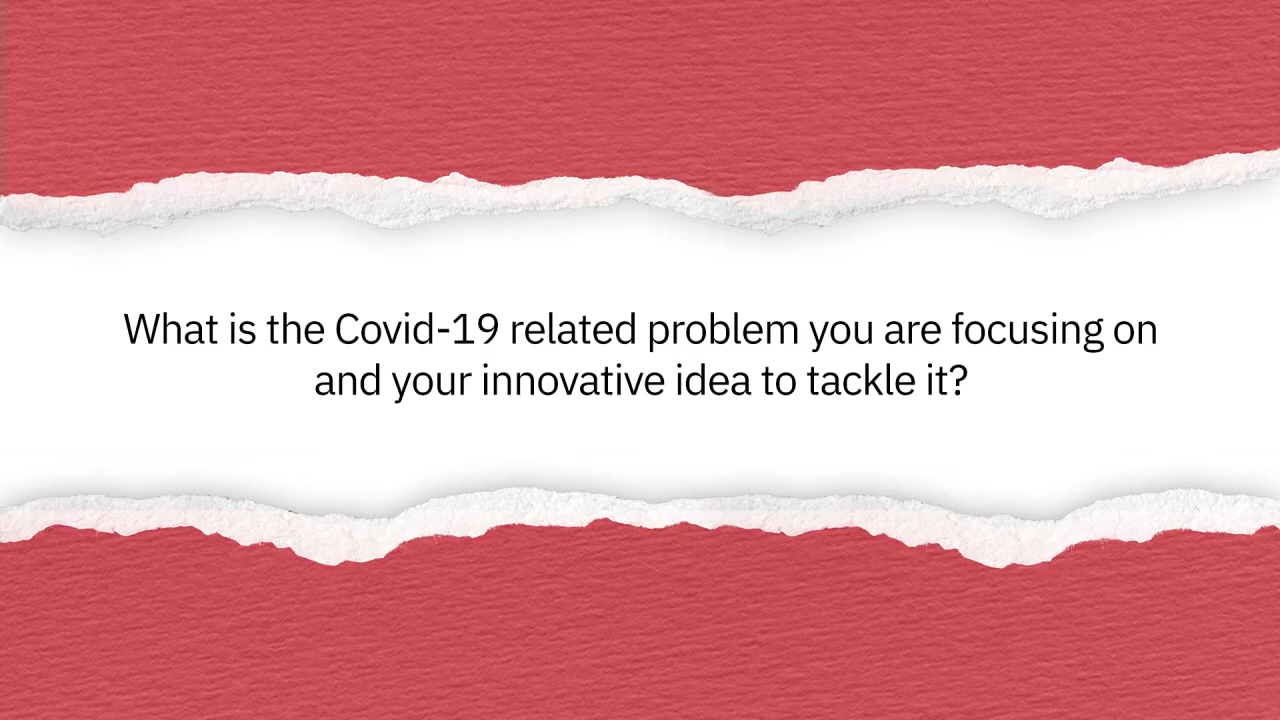 What is the Covid-19 related problem you are focusing on
and your innovative idea to tackle it?